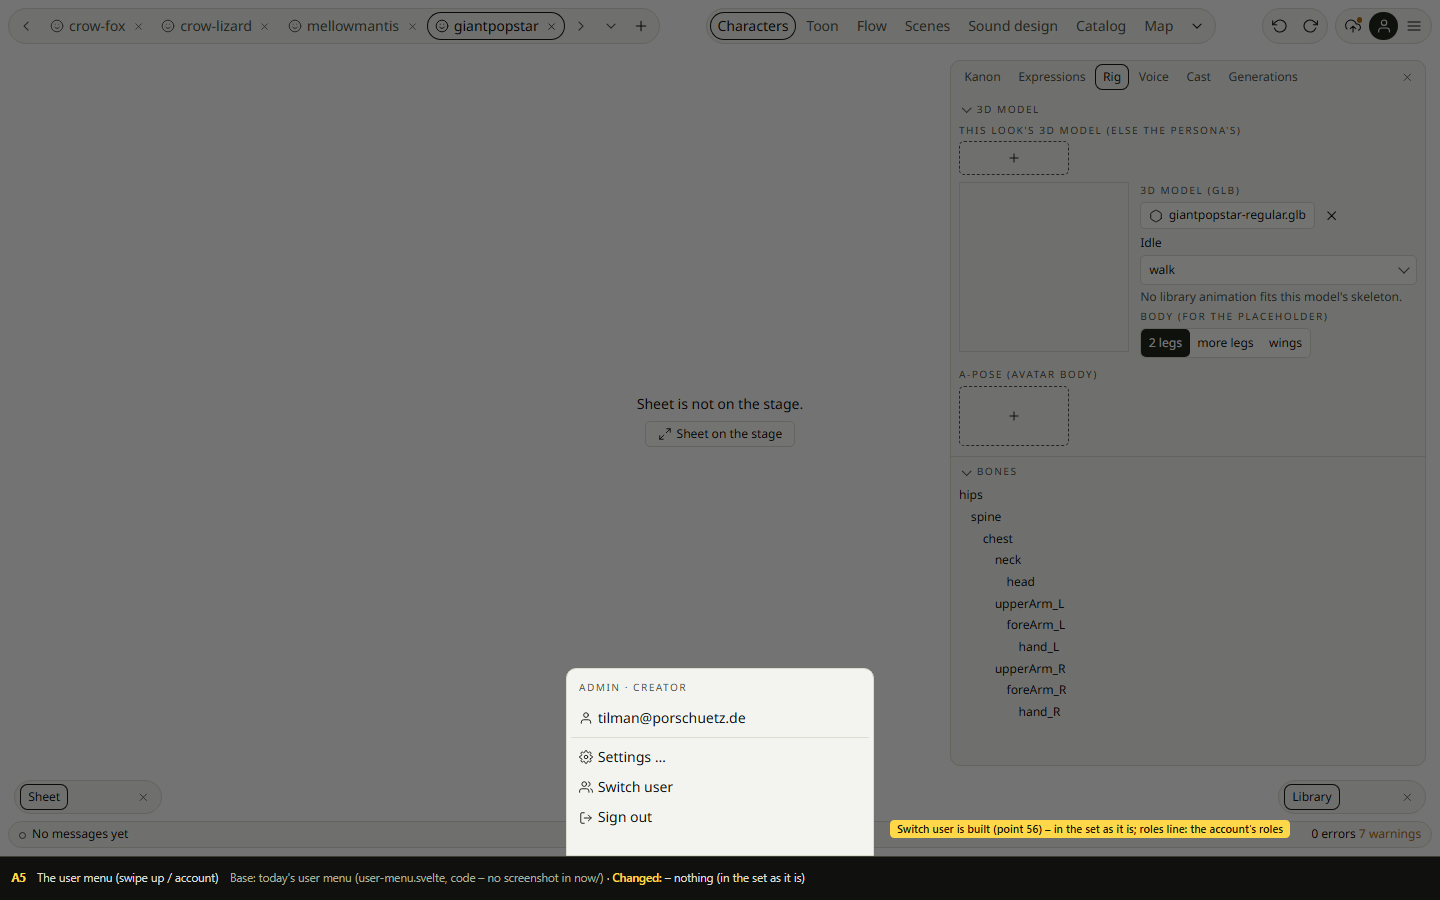 crow-fox crow-lizard mellowmantis giantpopstar
Characters Toon Flow Scenes Sound design Catalog Map
Kanon Expressions Rig Voice Cast Generations
3D MODEL
THIS LOOK'S 3D MODEL (ELSE THE PERSONA'S)
3D MODEL (GLB)
giantpopstar-regular.glb
Idle
walk
No library animation fits this model's skeleton.
BODY (FOR THE PLACEHOLDER)
2 legs more legs wings
A-POSE (AVATAR BODY)
Sheet is not on the stage.
Sheet on the stage
BONES
hips
spine
chest
neck
head
upperArm_L
foreArm_L
hand_L
upperArm_R
foreArm_R
hand_R
ADMIN · CREATOR
tilman@porschuetz.de
Settings ...
Switch user
Sign out
Sheet
Library
No messages yet
Switch user is built (point 56) – in the set as it is; roles line: the account's roles
0 errors 7 warnings
A5 The user menu (swipe up / account) Base: today's user menu (user-menu.svelte, code – no screenshot in now/) · Changed: – nothing (in the set as it is)